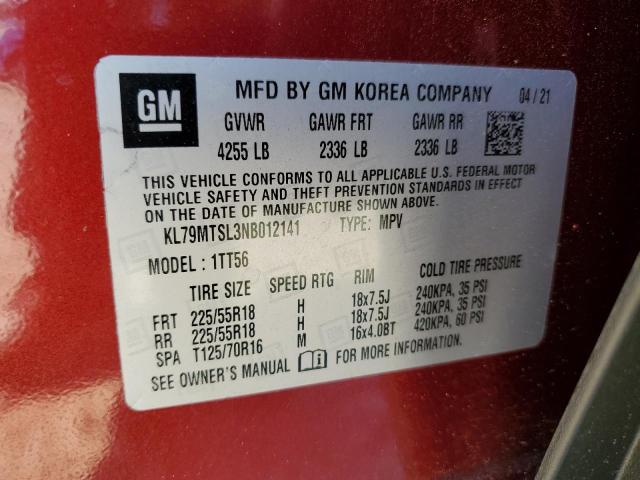 GM
MFD BY GM KOREA COMPANY 04/21
GVWR GAWR FRT GAWR RR
4255 LB 2336 LB 2336 LB
THIS VEHICLE CONFORMS TO ALL APPLICABLE U.S. FEDERAL MOTOR
VEHICLE SAFETY AND THEFT PREVENTION STANDARDS IN EFFECT
ON THE DATE OF MANUFACTURE SHOWN ABOVE.
KL79MTSL3NB012141 TYPE: MPV
MODEL: 1TT56
TIRE SIZE SPEED RTG RIM COLD TIRE PRESSURE
FRT 225/55R18 H 18x7.5J 240KPA, 35 PSI
RR 225/55R18 H 18x7.5J 240KPA, 35 PSI
SPA T125/70R16 M 16x4.0BT 420KPA, 60 PSI
SEE OWNER'S MANUAL FOR MORE INFORMATION.